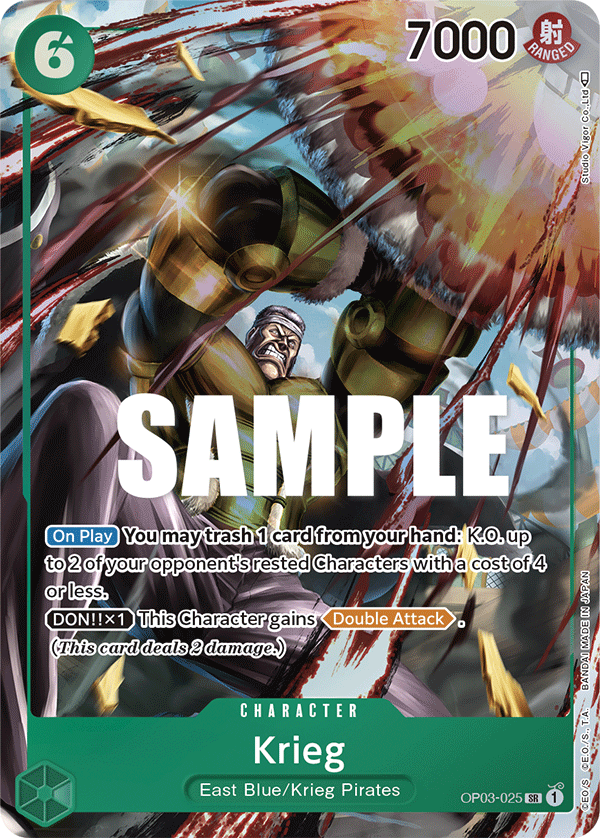 6
7000
射
RANGED
Studio Vigor Co.,Ltd
SAMPLE
On Play You may trash 1 card from your hand: K.O. up
to 2 of your opponent's rested Characters with a cost of 4
or less.
DON!!×1 This Character gains Double Attack.
(This card deals 2 damage.)
BANDAI MADE IN JAPAN
©E.O/S ©E.O./S., T.A.
CHARACTER
Krieg
East Blue/Krieg Pirates
OP03-025 SR 1